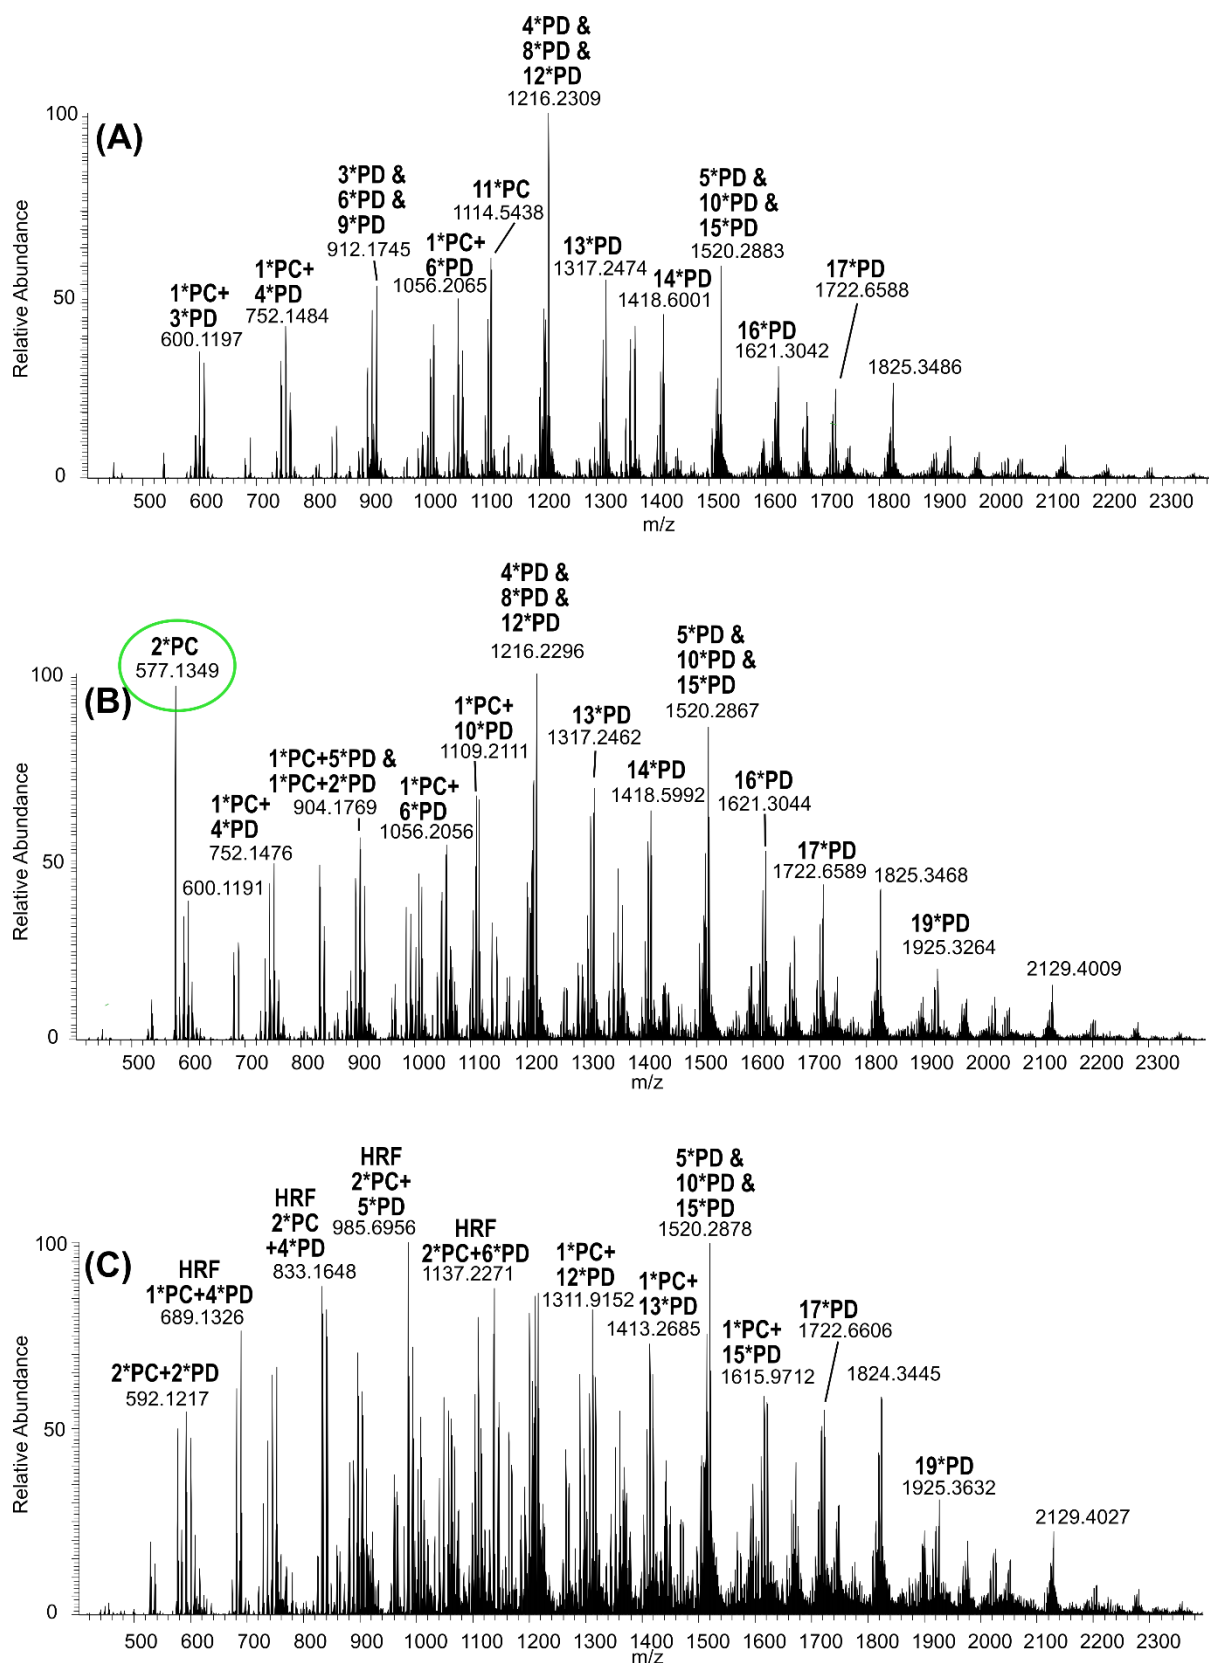 4*PD &
8*PD &
12*PD
1216.2309
100
(A)
3*PD &
6*PD &
9*PD
912.1745
11*PC
1114.5438
5*PD &
10*PD &
15*PD
1520.2883
1*PC+
3*PD
600.1197
1*PC+
4*PD
752.1484
1*PC+
6*PD
1056.2065
13*PD
1317.2474
14*PD
1418.6001
17*PD
1722.6588
16*PD
1621.3042
1825.3486
Relative Abundance
50
0
500 600 700 800 900 1000 1100 1200 1300 1400 1500 1600 1700 1800 1900 2000 2100 2200 2300
m/z
4*PD &
8*PD &
12*PD
1216.2296
2*PC
577.1349
100
(B)
5*PD &
10*PD &
15*PD
1520.2867
1*PC+
10*PD
1109.2111
13*PD
1317.2462
1*PC+5*PD &
1*PC+2*PD
904.1769
1*PC+
6*PD
1056.2056
14*PD
1418.5992
16*PD
1621.3044
1*PC+
4*PD
752.1476
600.1191
17*PD
1722.6589
1825.3468
19*PD
1925.3264
2129.4009
Relative Abundance
50
0
500 600 700 800 900 1000 1100 1200 1300 1400 1500 1600 1700 1800 1900 2000 2100 2200 2300
m/z
HRF
2*PC+
5*PD
985.6956
5*PD &
10*PD &
15*PD
1520.2878
HRF
2*PC
+4*PD
833.1648
HRF
2*PC+6*PD
1137.2271
100
(C)
HRF
1*PC+4*PD
689.1326
1*PC+
12*PD
1311.9152
1*PC+
13*PD
1413.2685
1*PC+
15*PD
1615.9712
17*PD
1722.6606
2*PC+2*PD
592.1217
1824.3445
19*PD
1925.3632
2129.4027
Relative Abundance
50
0
500 600 700 800 900 1000 1100 1200 1300 1400 1500 1600 1700 1800 1900 2000 2100 2200 2300
m/z